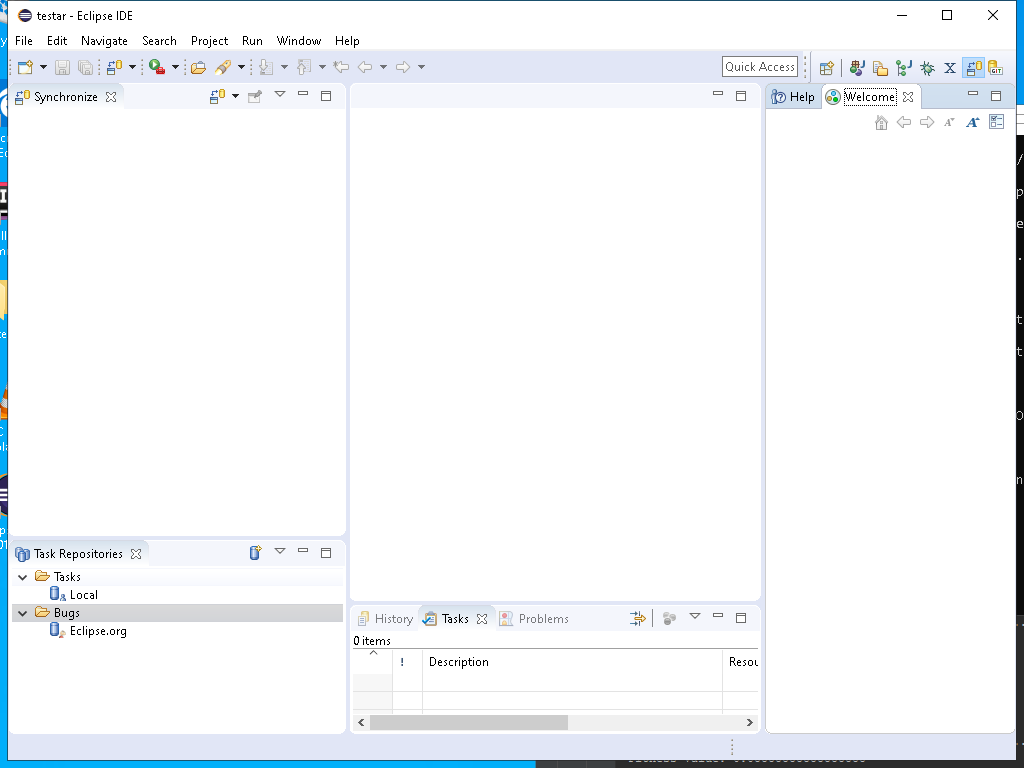 testar - Eclipse IDE
File Edit Navigate Search Project Run Window Help
Quick Access
Synchronize
Help Welcome
Task Repositories
Tasks
Local
Bugs
Eclipse.org
History Tasks Problems
0 items
! Description Resou